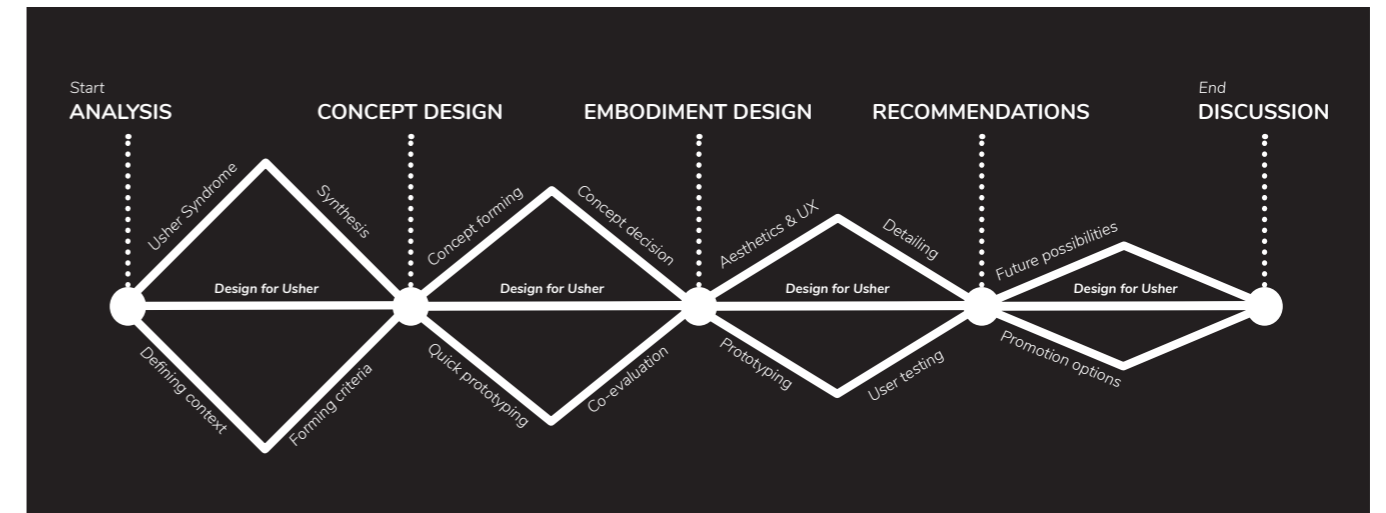 Start
ANALYSIS
CONCEPT DESIGN
EMBODIMENT DESIGN
RECOMMENDATIONS
End
DISCUSSION
Usher Syndrome
Synthesis
Concept forming
Concept decision
Aesthetics & UX
Detailing
Future possibilities
Design for Usher
Design for Usher
Design for Usher
Design for Usher
Defining context
Forming criteria
Quick prototyping
Co-evaluation
Prototyping
User testing
Promotion options